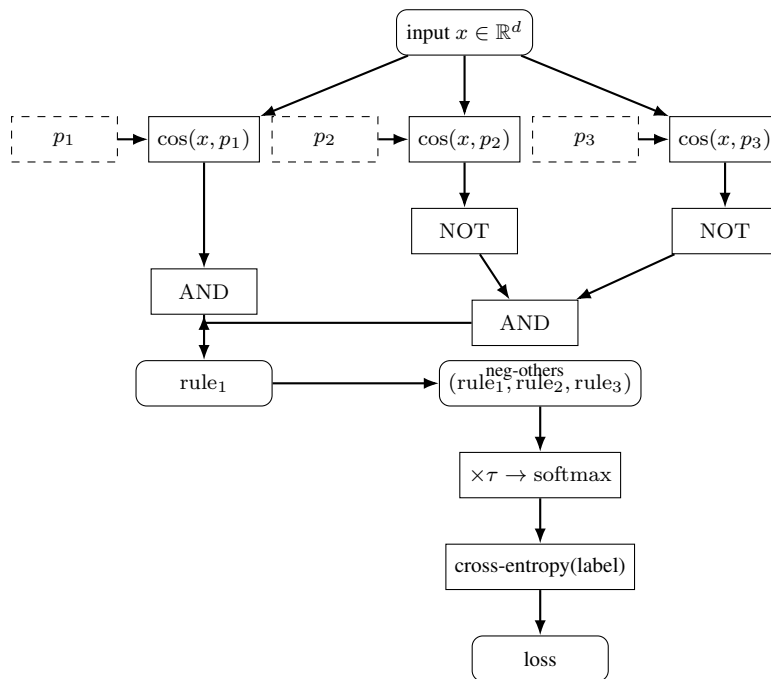 input x ∈ ℝ^d
p₁
cos(x, p₁)
p₂
cos(x, p₂)
p₃
cos(x, p₃)
NOT
NOT
AND
AND
neg-others
rule₁
(rule₁, rule₂, rule₃)
×τ → softmax
cross-entropy(label)
loss